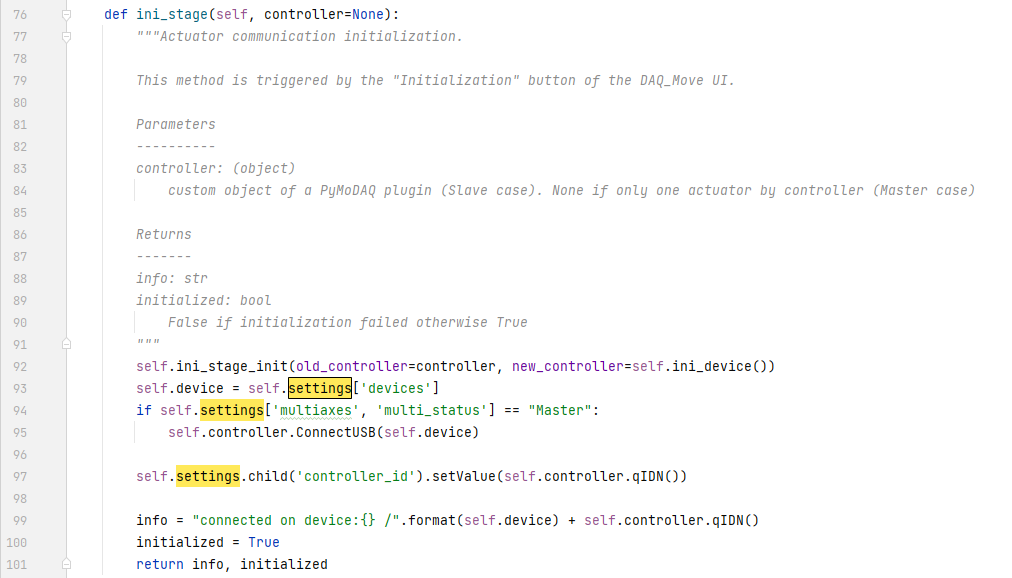 76 def ini_stage(self, controller=None):
77 """Actuator communication initialization.
78
79 This method is triggered by the "Initialization" button of the DAQ_Move UI.
80
81 Parameters
82 ----------
83 controller: (object)
84 custom object of a PyMoDAQ plugin (Slave case). None if only one actuator by controller (Master case)
85
86 Returns
87 -------
88 info: str
89 initialized: bool
90 False if initialization failed otherwise True
91 """
92 self.ini_stage_init(old_controller=controller, new_controller=self.ini_device())
93 self.device = self.settings['devices']
94 if self.settings['multiaxes', 'multi_status'] == "Master":
95 self.controller.ConnectUSB(self.device)
96
97 self.settings.child('controller_id').setValue(self.controller.qIDN())
98
99 info = "connected on device:{} /".format(self.device) + self.controller.qIDN()
100 initialized = True
101 return info, initialized